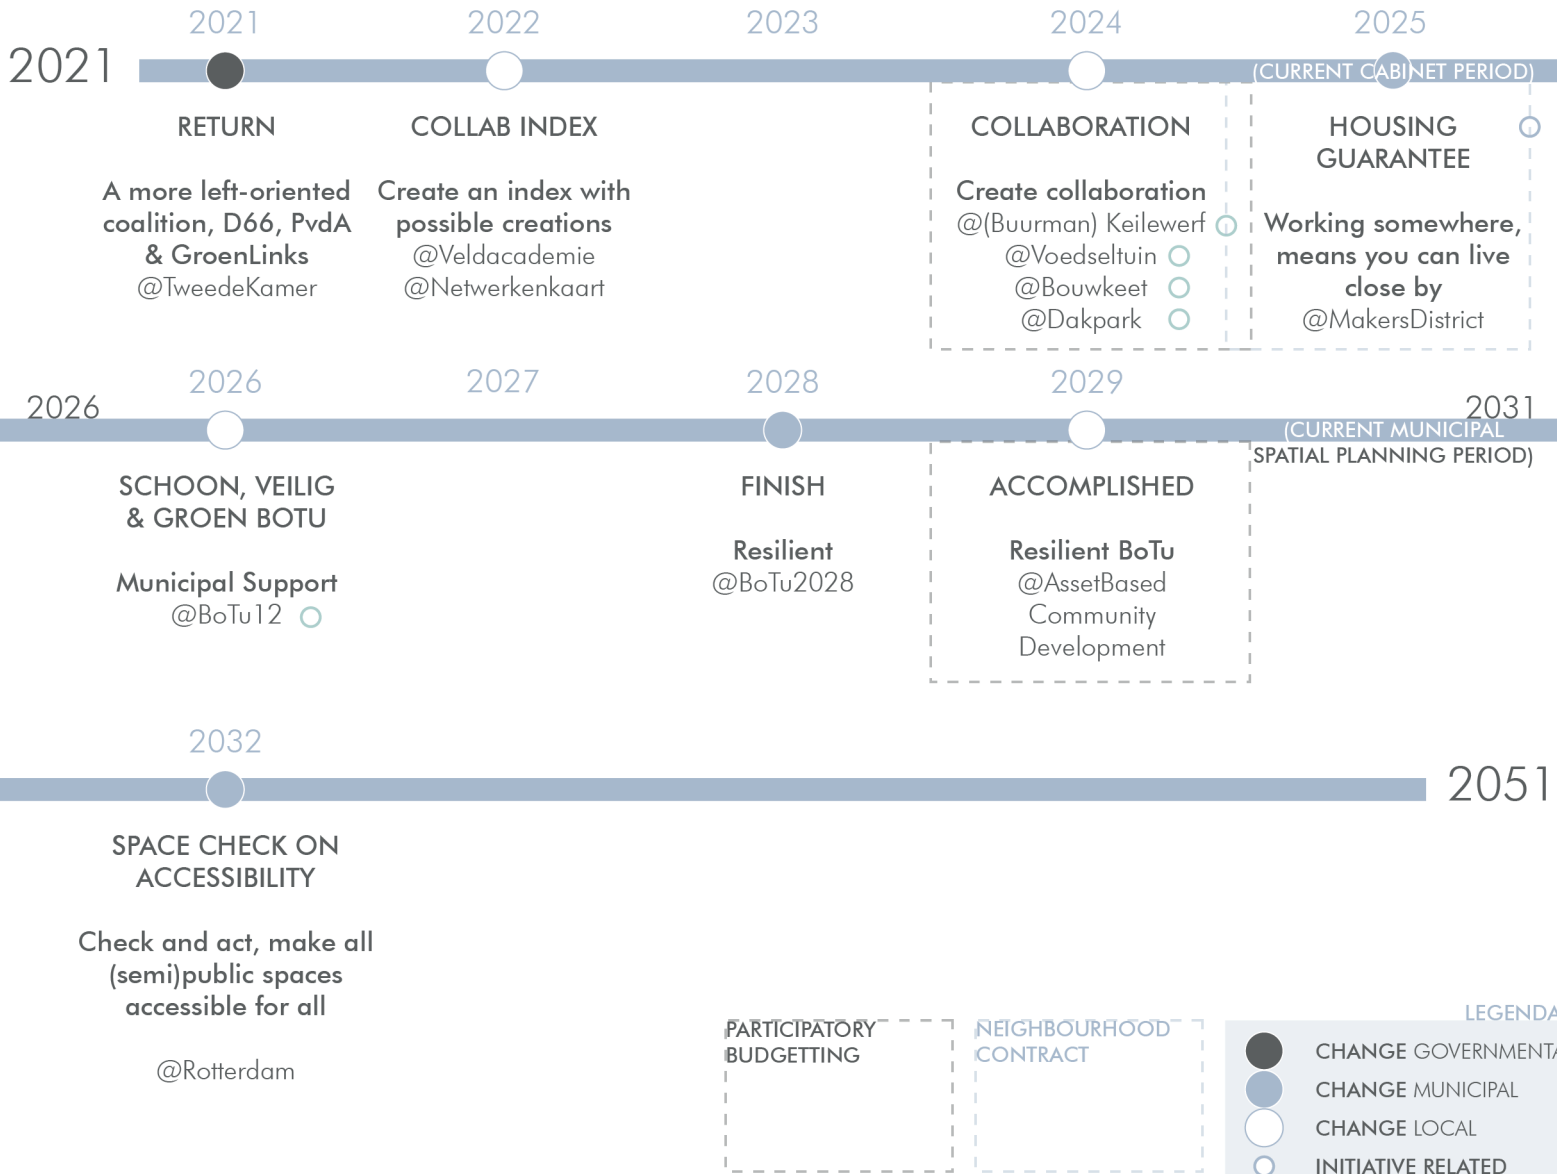 2021 2022 2023 2024 2025
2021
(CURRENT CABINET PERIOD)
RETURN
A more left-oriented
coalition, D66, PvdA
& GroenLinks
@TweedeKamer
COLLAB INDEX
Create an index with
possible creations
@Veldacademie
@Netwerkenkaart
COLLABORATION
Create collaboration
@(Buurman) Keilewerf
@Voedseltuin
@Bouwkeet
@Dakpark
HOUSING
GUARANTEE
Working somewhere,
means you can live
close by
@MakersDistrict
2026 2027 2028 2029
2026
2031
(CURRENT MUNICIPAL
SPATIAL PLANNING PERIOD)
SCHOON, VEILIG
& GROEN BOTU
Municipal Support
@BoTu12
FINISH
Resilient
@BoTu2028
ACCOMPLISHED
Resilient BoTu
@AssetBased
Community
Development
2032
2051
SPACE CHECK ON
ACCESSIBILITY
Check and act, make all
(semi)public spaces
accessible for all
@Rotterdam
PARTICIPATORY
BUDGETTING
NEIGHBOURHOOD
CONTRACT
LEGENDA
CHANGE GOVERNMENTA
CHANGE MUNICIPAL
CHANGE LOCAL
INITIATIVE RELATED